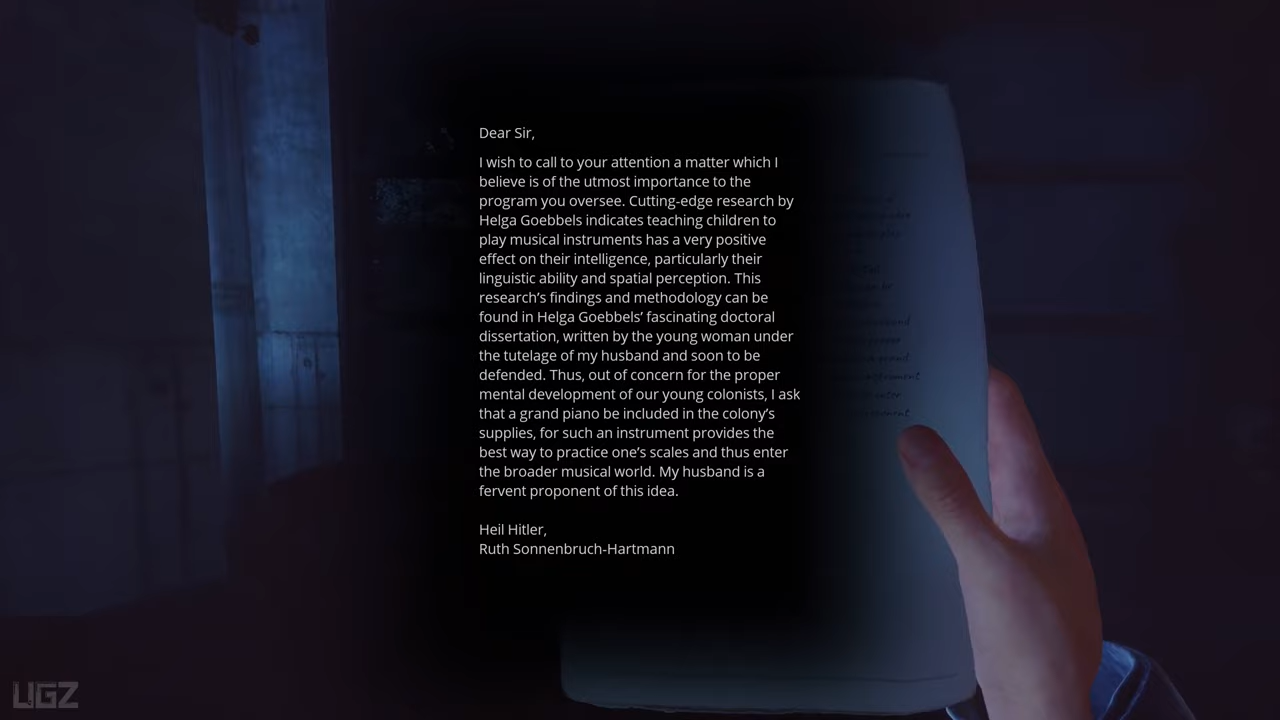 Dear Sir,
I wish to call to your attention a matter which I
believe is of the utmost importance to the
program you oversee. Cutting-edge research by
Helga Goebbels indicates teaching children to
play musical instruments has a very positive
effect on their intelligence, particularly their
linguistic ability and spatial perception. This
research's findings and methodology can be
found in Helga Goebbels' fascinating doctoral
dissertation, written by the young woman under
the tutelage of my husband and soon to be
defended. Thus, out of concern for the proper
mental development of our young colonists, I ask
that a grand piano be included in the colony's
supplies, for such an instrument provides the
best way to practice one's scales and thus enter
the broader musical world. My husband is a
fervent proponent of this idea.
Heil Hitler,
Ruth Sonnenbruch-Hartmann
UGZ